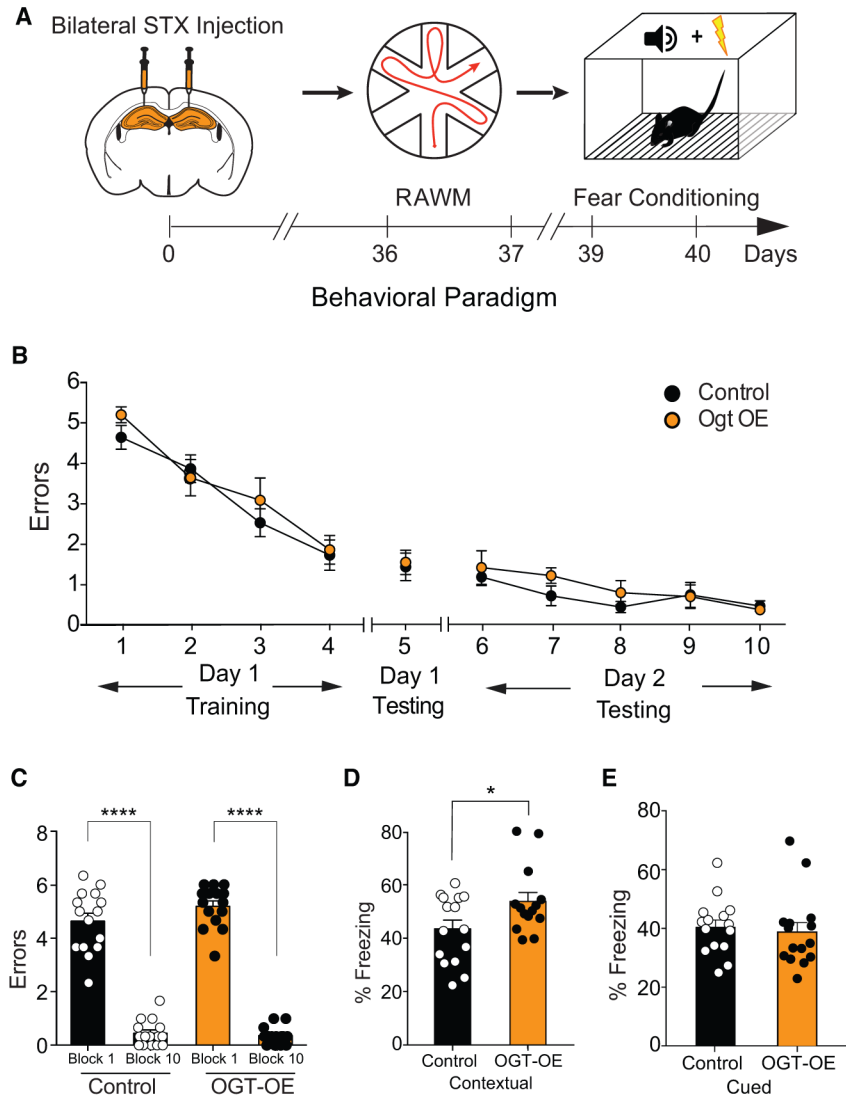 A
Bilateral STX Injection
+
RAWM
Fear Conditioning
0
36
37
39
40
Days
Behavioral Paradigm
B
6
5
4
3
2
1
0
Errors
Control
Ogt OE
1
2
3
4
5
6
7
8
9
10
Day 1
Training
Day 1
Testing
Day 2
Testing
C
8
6
4
2
0
Errors
****
****
Block 1
Block 10
Block 1
Block 10
Control
OGT-OE
D
80
60
40
20
0
% Freezing
*
Control
OGT-OE
Contextual
E
80
60
40
20
0
% Freezing
Control
OGT-OE
Cued